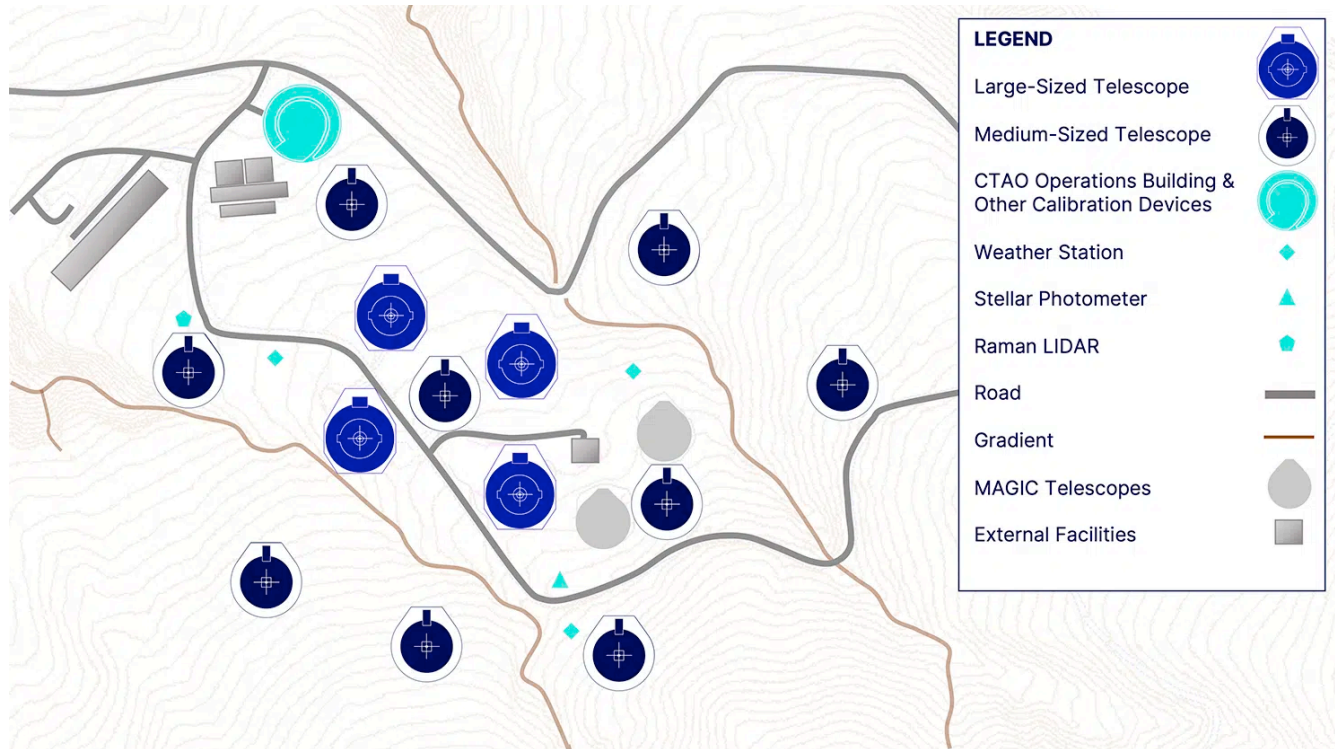 LEGEND
Large-Sized Telescope
Medium-Sized Telescope
CTAO Operations Building &
Other Calibration Devices
Weather Station
Stellar Photometer
Raman LIDAR
Road
Gradient
MAGIC Telescopes
External Facilities